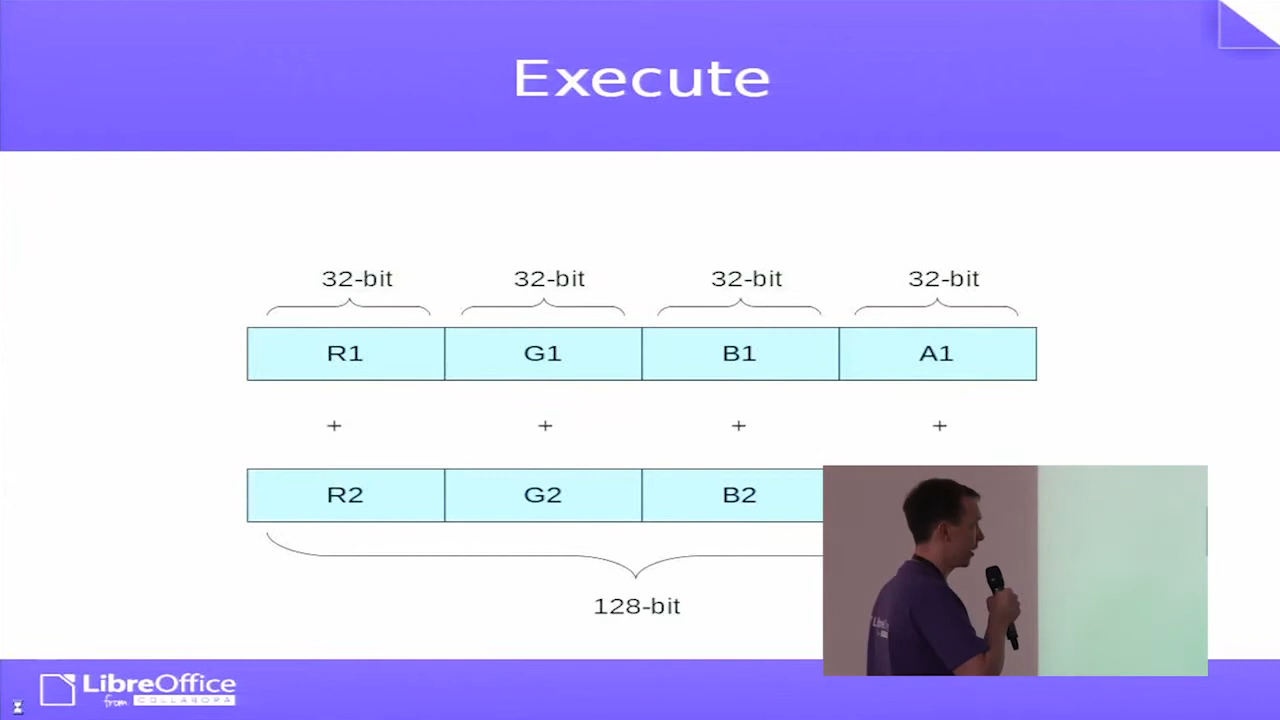 Execute
32-bit 32-bit 32-bit 32-bit
R1 G1 B1 A1
+ + + +
R2 G2 B2
128-bit
LibreOffice
from COLLABORA